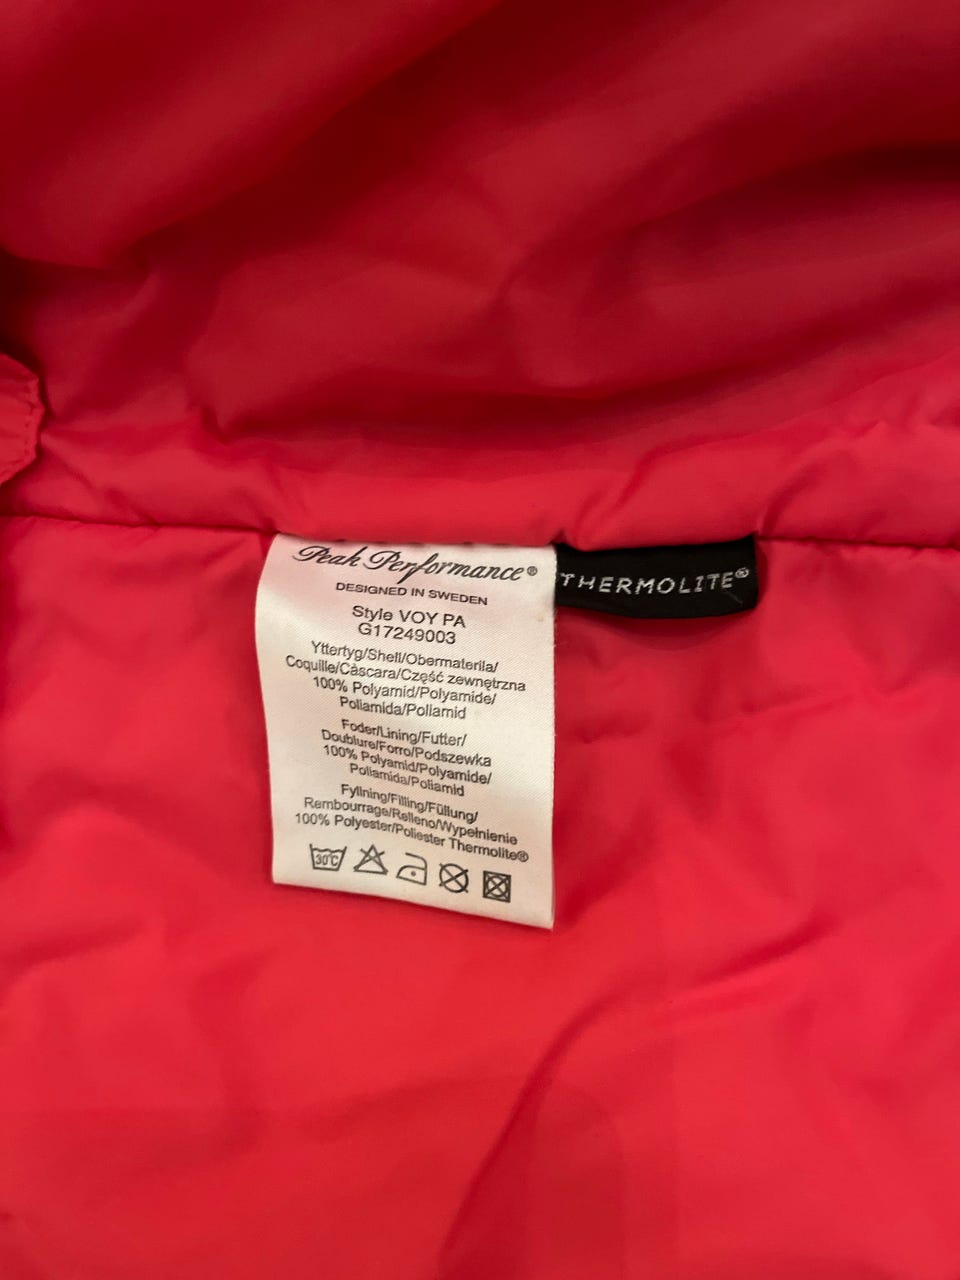 Peak Performance®
DESIGNED IN SWEDEN
Style VOY PA
G17249003
Yttertyg/Shell/Obermaterila/
Coquille/Càscara/Część zewnętrzna
100% Polyamid/Polyamide/
Poliamida/Poliamid
Foder/Lining/Futter/
Doublure/Forro/Podszewka
100% Polyamid/Polyamide/
Poliamida/Poliamid
Fyllning/Filling/Füllung/
Rembourrage/Relleno/Wypełnienie
100% Polyester/Poliester Thermolite®
30°C
THERMOLITE®